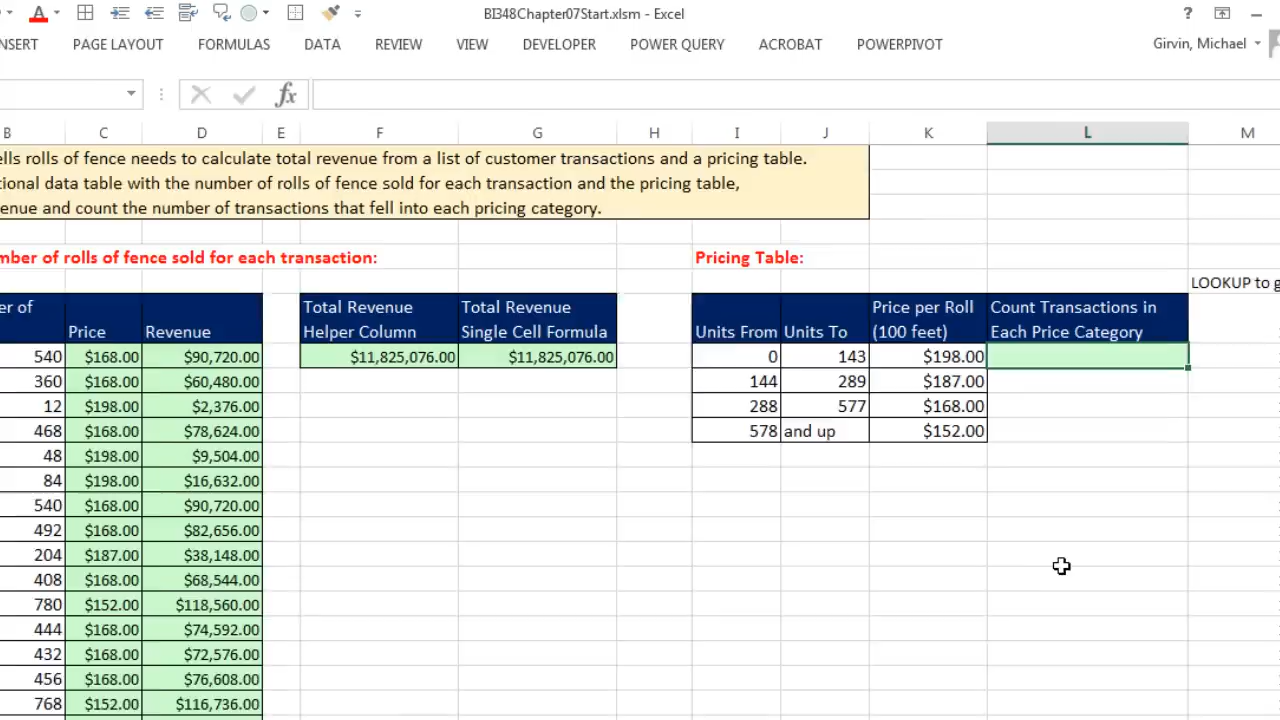 BI348Chapter07Start.xlsm - Excel
?
NSERT PAGE LAYOUT FORMULAS DATA REVIEW VIEW DEVELOPER POWER QUERY ACROBAT POWERPIVOT Girvin, Michael
fx
B C D E F G H I J K L M
ells rolls of fence needs to calculate total revenue from a list of customer transactions and a pricing table.
tional data table with the number of rolls of fence sold for each transaction and the pricing table,
enue and count the number of transactions that fell into each pricing category.
mber of rolls of fence sold for each transaction: Pricing Table:
LOOKUP to g
er of Total Revenue Total Revenue Price per Roll Count Transactions in
Price Revenue Helper Column Single Cell Formula Units From Units To (100 feet) Each Price Category
540 $168.00 $90,720.00 $11,825,076.00 $11,825,076.00 0 143 $198.00
360 $168.00 $60,480.00 144 289 $187.00
12 $198.00 $2,376.00 288 577 $168.00
468 $168.00 $78,624.00 578 and up $152.00
48 $198.00 $9,504.00
84 $198.00 $16,632.00
540 $168.00 $90,720.00
492 $168.00 $82,656.00
204 $187.00 $38,148.00
408 $168.00 $68,544.00
780 $152.00 $118,560.00
444 $168.00 $74,592.00
432 $168.00 $72,576.00
456 $168.00 $76,608.00
768 $152.00 $116,736.00